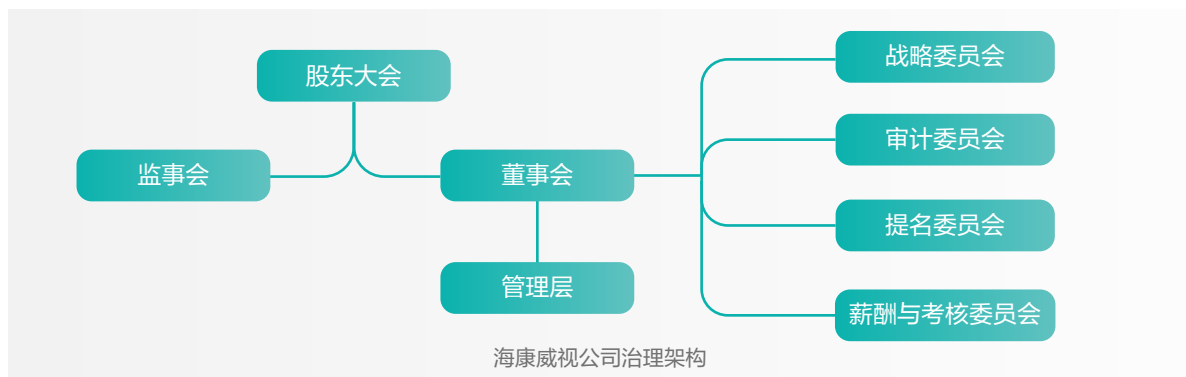 股东大会
监事会
董事会
管理层
战略委员会
审计委员会
提名委员会
薪酬与考核委员会
海康威视公司治理架构